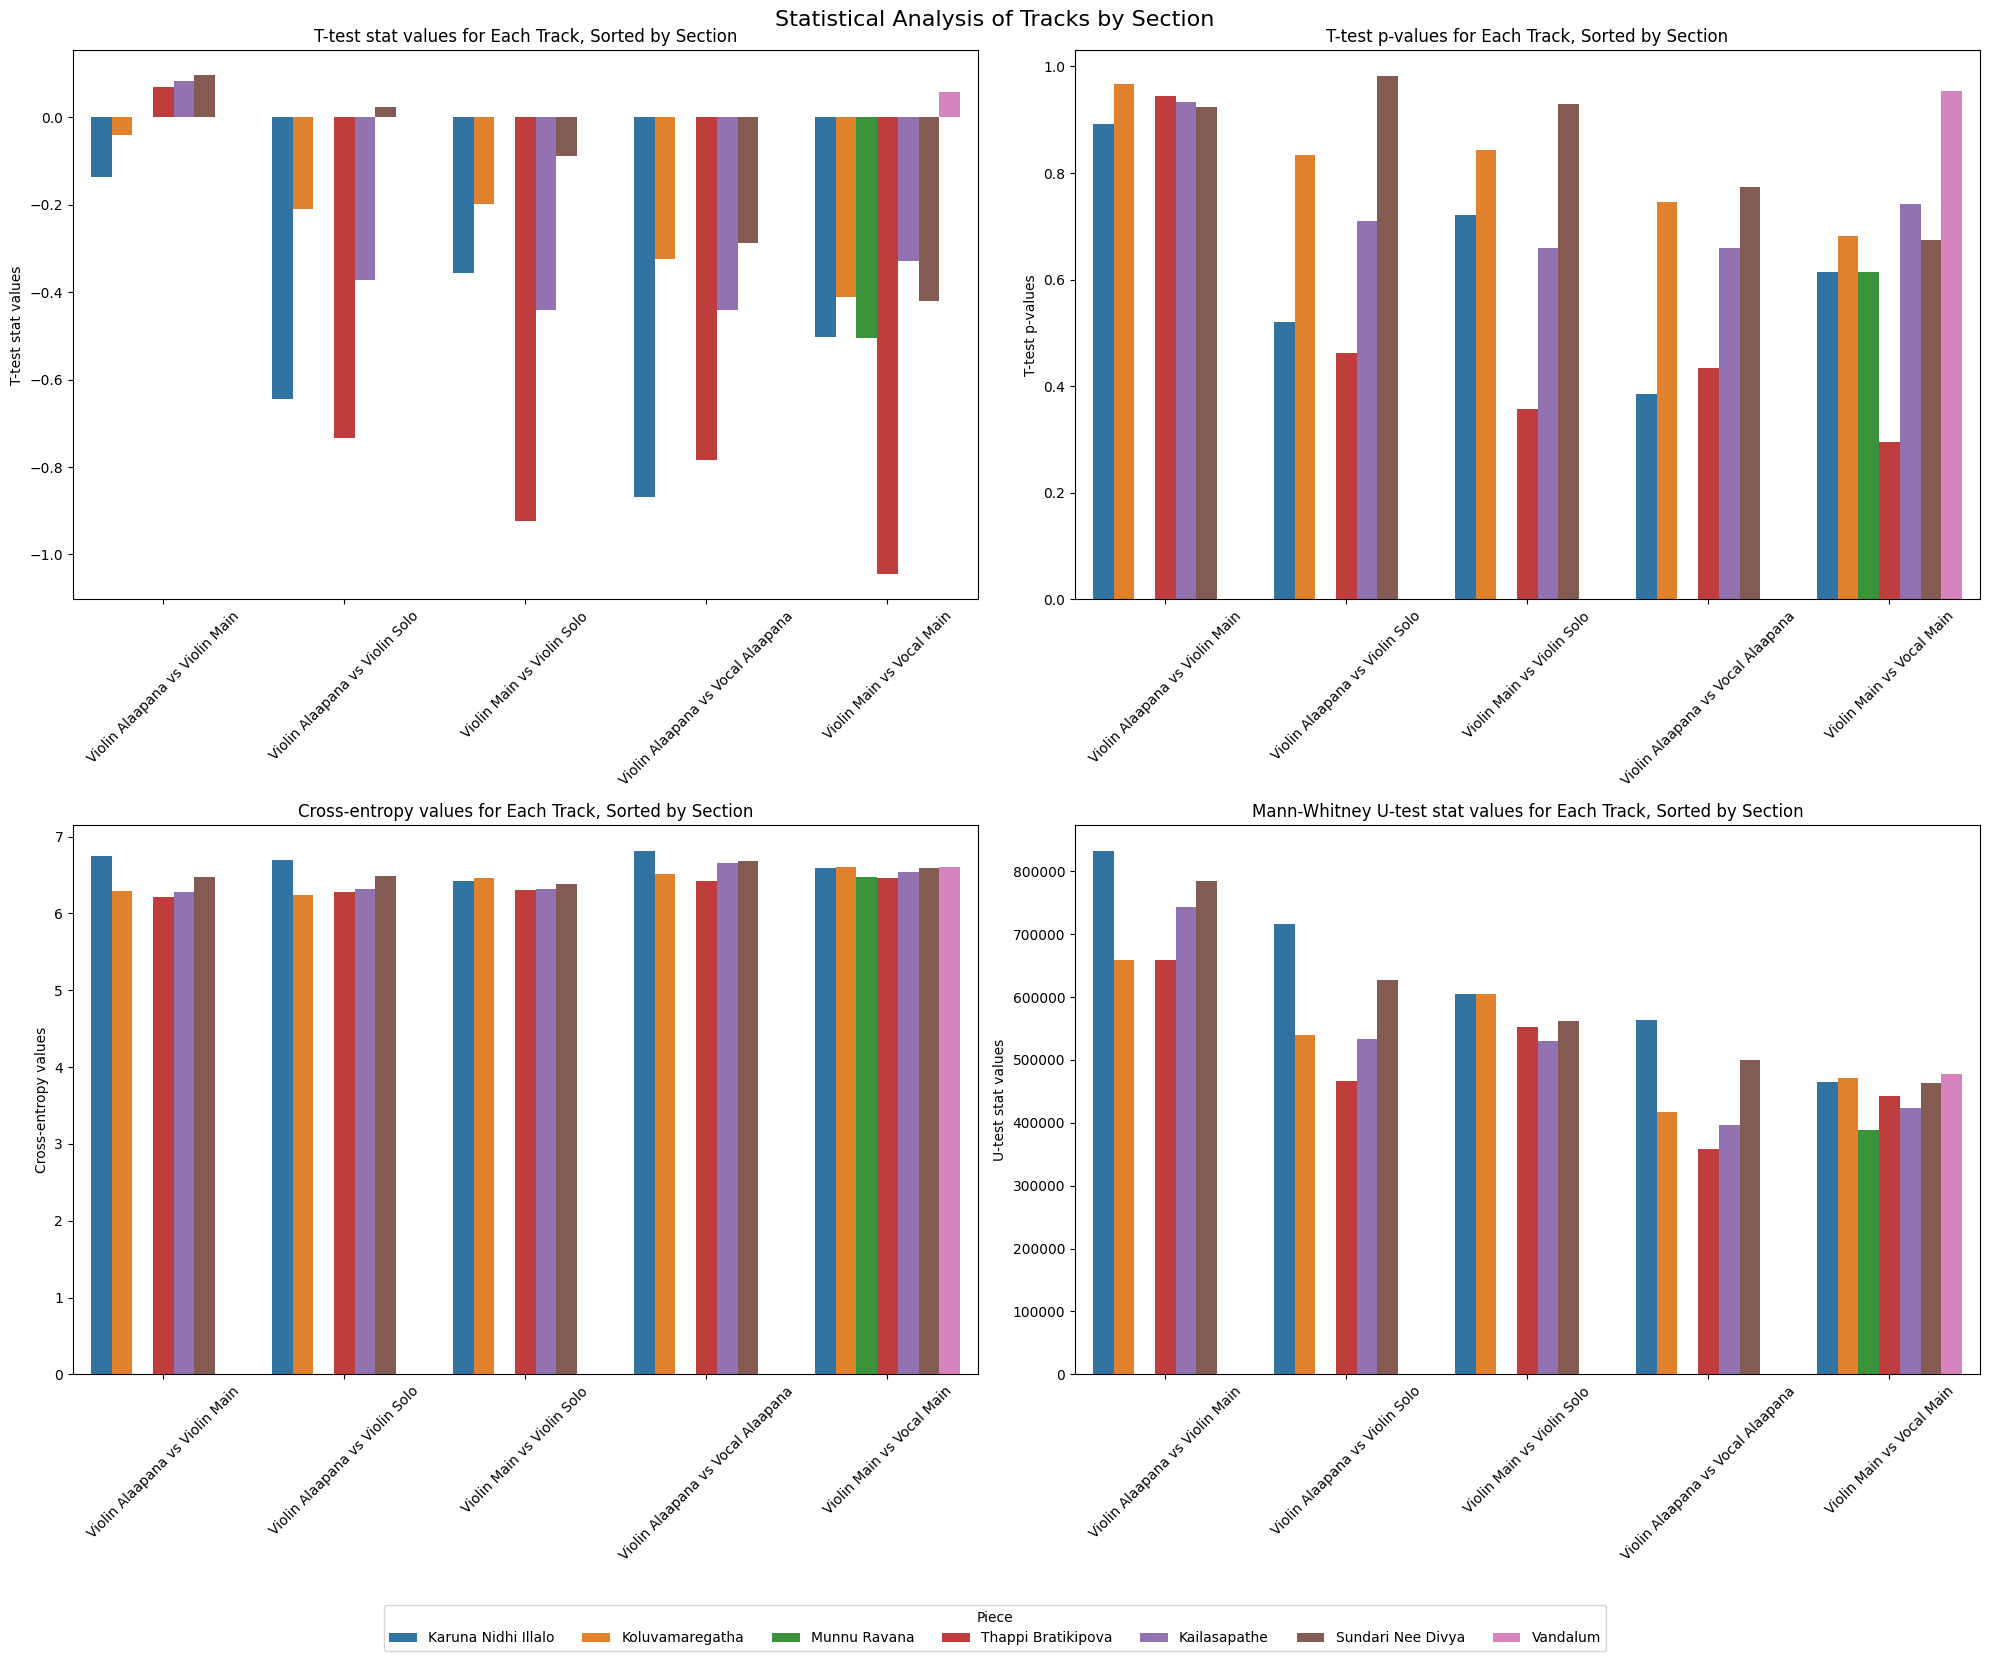 Statistical Analysis of Tracks by Section
T-test stat values for Each Track, Sorted by Section
T-test stat values
0.0
−0.2
−0.4
−0.6
−0.8
−1.0
Violin Alaapana vs Violin Main
Violin Alaapana vs Violin Solo
Violin Main vs Violin Solo
Violin Alaapana vs Vocal Alaapana
Violin Main vs Vocal Main
T-test p-values for Each Track, Sorted by Section
T-test p-values
1.0
0.8
0.6
0.4
0.2
0.0
Violin Alaapana vs Violin Main
Violin Alaapana vs Violin Solo
Violin Main vs Violin Solo
Violin Alaapana vs Vocal Alaapana
Violin Main vs Vocal Main
Cross-entropy values for Each Track, Sorted by Section
Cross-entropy values
7
6
5
4
3
2
1
0
Violin Alaapana vs Violin Main
Violin Alaapana vs Violin Solo
Violin Main vs Violin Solo
Violin Alaapana vs Vocal Alaapana
Violin Main vs Vocal Main
Mann-Whitney U-test stat values for Each Track, Sorted by Section
U-test stat values
800000
700000
600000
500000
400000
300000
200000
100000
0
Violin Alaapana vs Violin Main
Violin Alaapana vs Violin Solo
Violin Main vs Violin Solo
Violin Alaapana vs Vocal Alaapana
Violin Main vs Vocal Main
Piece
Karuna Nidhi Illalo
Koluvamaregatha
Munnu Ravana
Thappi Bratikipova
Kailasapathe
Sundari Nee Divya
Vandalum